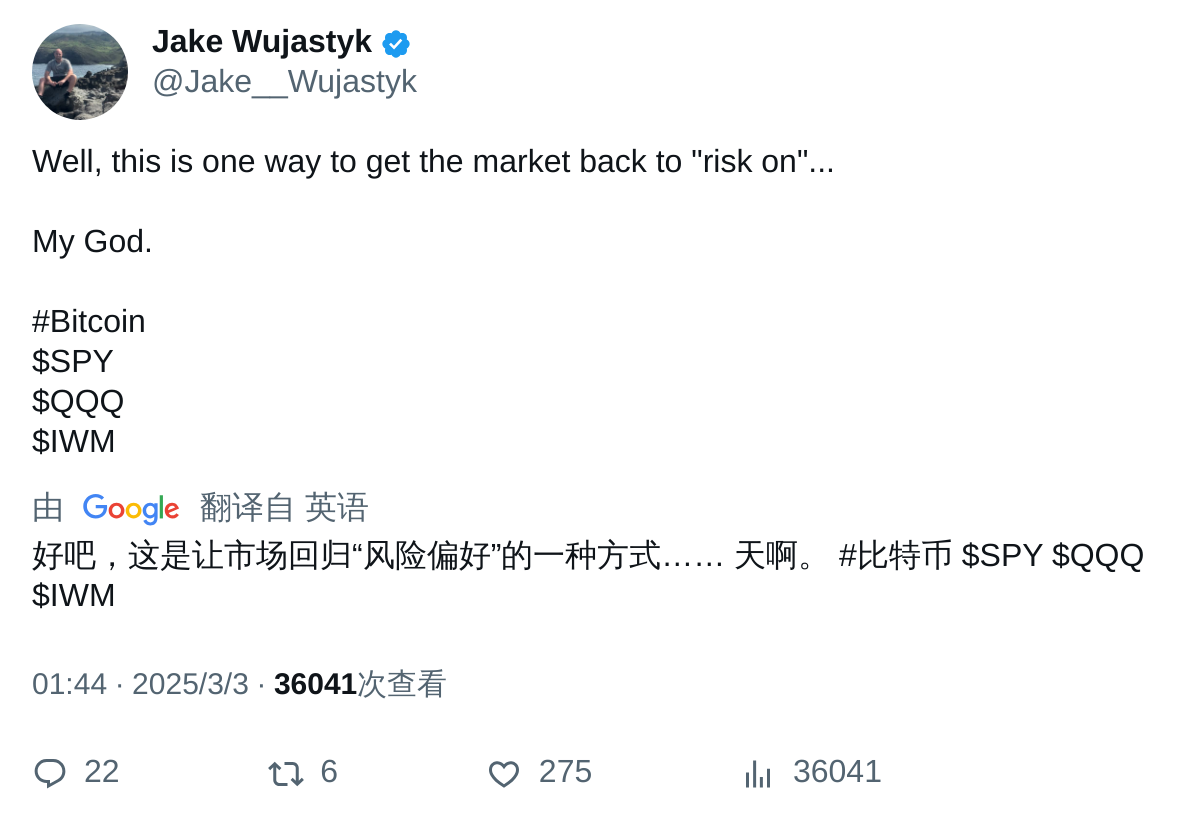 Jake Wujastyk
@Jake__Wujastyk
Well, this is one way to get the market back to "risk on"...
My God.
#Bitcoin
$SPY
$QQQ
$IWM
由 Google 翻译自 英语
好吧，这是让市场回归“风险偏好”的一种方式…… 天啊。 #比特币 $SPY $QQQ
$IWM
01:44 · 2025/3/3 · 36041次查看
22 6 275 36041